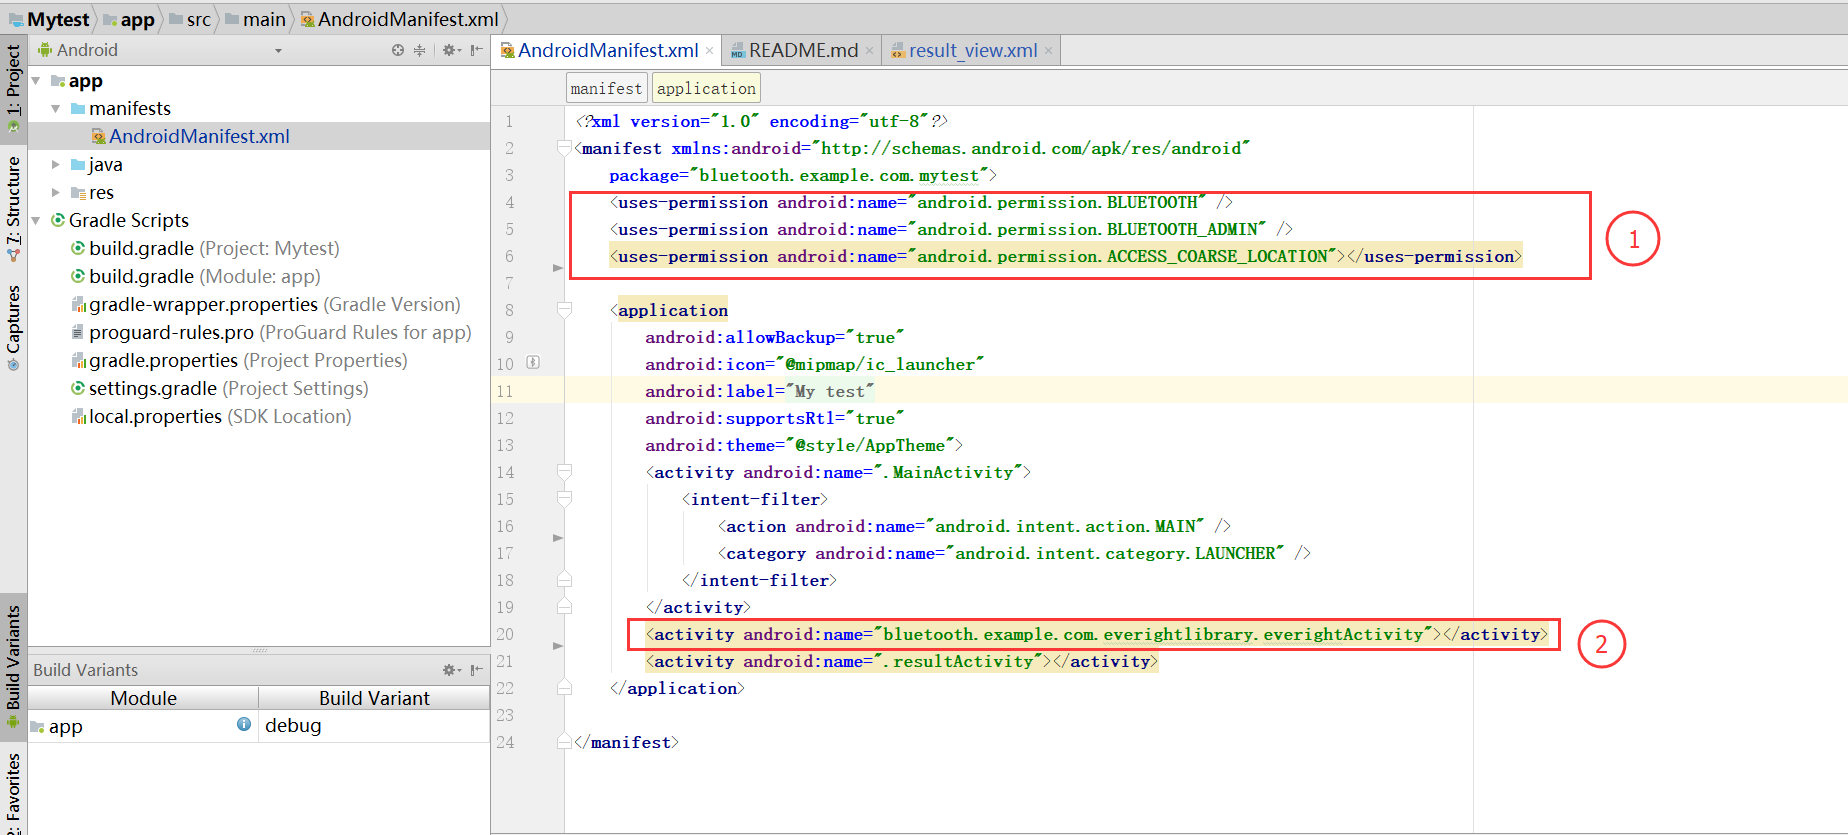 Mytest app src main AndroidManifest.xml
1: Project
7: Structure
Captures
Build Variants
2: Favorites
Android
app
manifests
AndroidManifest.xml
java
res
Gradle Scripts
build.gradle (Project: Mytest)
build.gradle (Module: app)
gradle-wrapper.properties (Gradle Version)
proguard-rules.pro (ProGuard Rules for app)
gradle.properties (Project Properties)
settings.gradle (Project Settings)
local.properties (SDK Location)
Build Variants
Module Build Variant
app debug
AndroidManifest.xml README.md result_view.xml
manifest application
1 <?xml version="1.0" encoding="utf-8"?>
2 <manifest xmlns:android="http://schemas.android.com/apk/res/android"
3 package="bluetooth.example.com.mytest">
4 <uses-permission android:name="android.permission.BLUETOOTH" />
5 <uses-permission android:name="android.permission.BLUETOOTH_ADMIN" />
6 <uses-permission android:name="android.permission.ACCESS_COARSE_LOCATION"></uses-permission>
1
7
8 <application
9 android:allowBackup="true"
10 android:icon="@mipmap/ic_launcher"
11 android:label="My test"
12 android:supportsRtl="true"
13 android:theme="@style/AppTheme">
14 <activity android:name=".MainActivity">
15 <intent-filter>
16 <action android:name="android.intent.action.MAIN" />
17 <category android:name="android.intent.category.LAUNCHER" />
18 </intent-filter>
19 </activity>
20 <activity android:name="bluetooth.example.com.everightlibrary.everightActivity"></activity>
2
21 <activity android:name=".resultActivity"></activity>
22 </application>
23
24 </manifest>